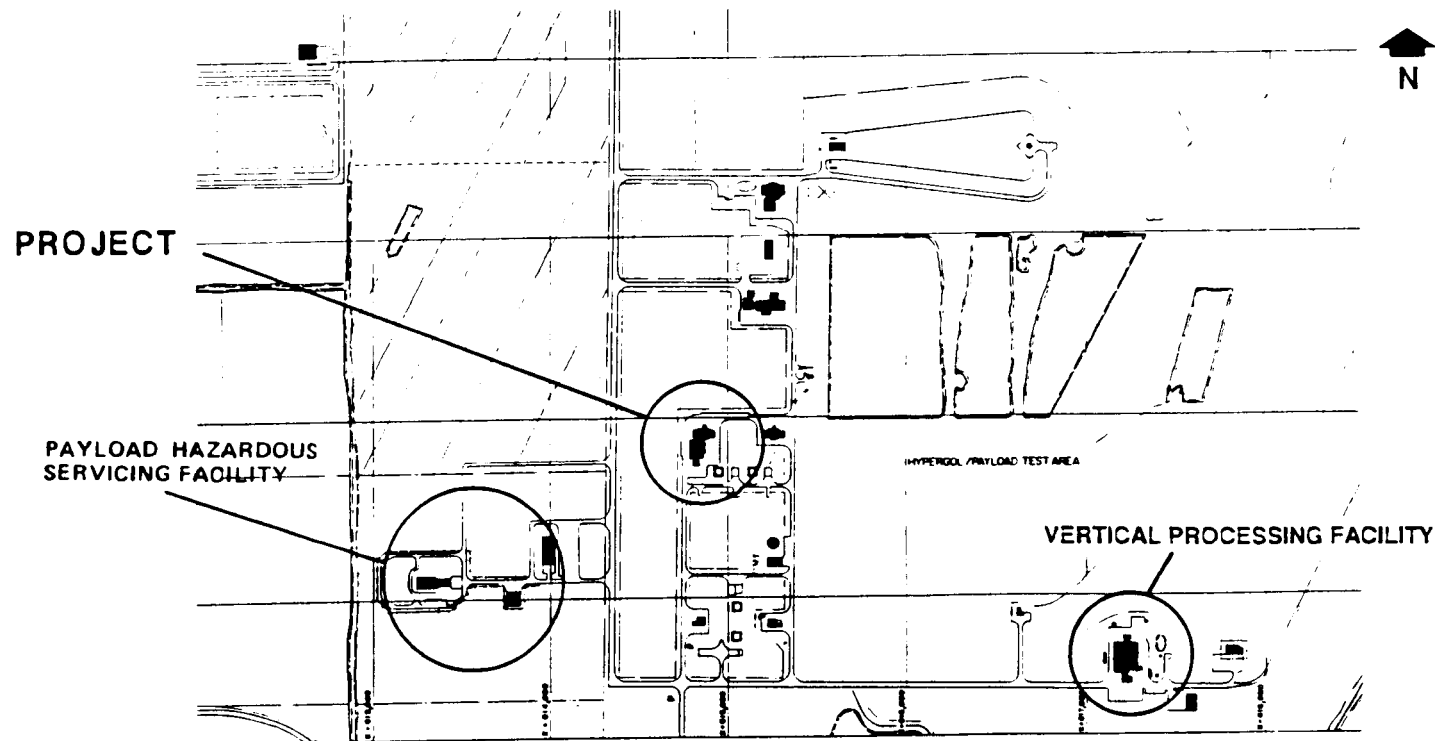 N
PROJECT
PAYLOAD HAZARDOUS
SERVICING FACILITY
HYPERGOL/PAYLOAD TEST AREA
VERTICAL PROCESSING FACILITY